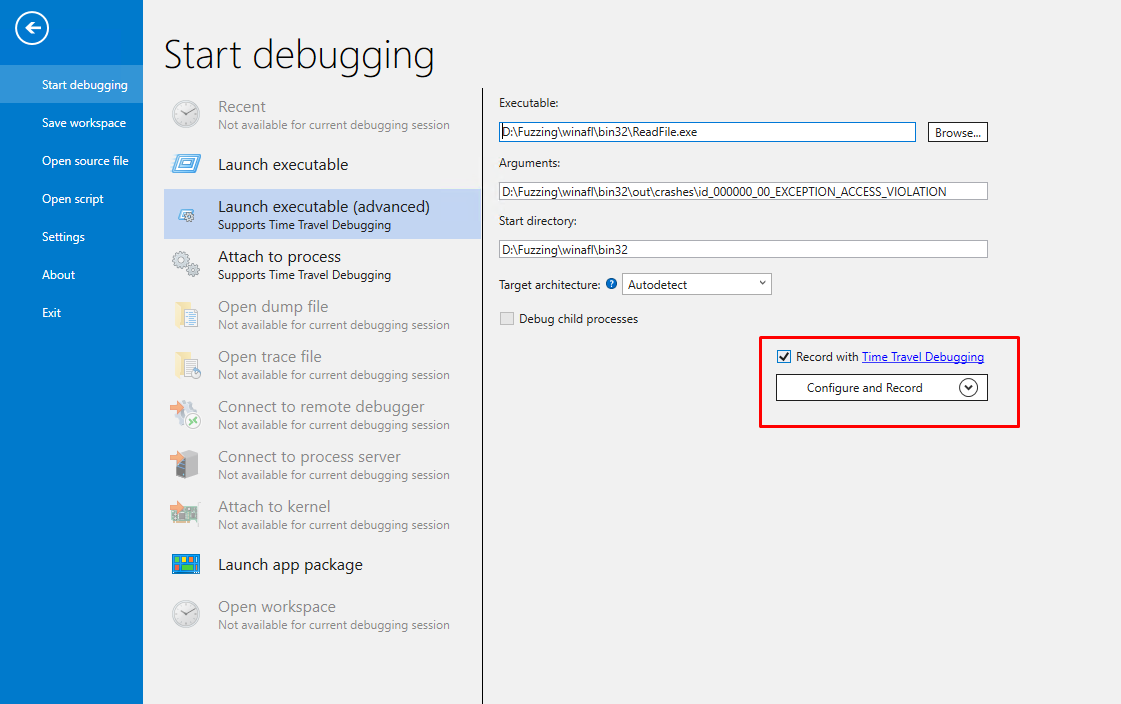 Start debugging
Save workspace
Open source file
Open script
Settings
About
Exit
Start debugging
Recent
Not available for current debugging session
Launch executable
Launch executable (advanced)
Supports Time Travel Debugging
Attach to process
Supports Time Travel Debugging
Open dump file
Not available for current debugging session
Open trace file
Not available for current debugging session
Connect to remote debugger
Not available for current debugging session
Connect to process server
Not available for current debugging session
Attach to kernel
Not available for current debugging session
Launch app package
Open workspace
Not available for current debugging session
Executable:
D:\Fuzzing\winafl\bin32\ReadFile.exe
Browse...
Arguments:
D:\Fuzzing\winafl\bin32\out\crashes\id_000000_00_EXCEPTION_ACCESS_VIOLATION
Start directory:
D:\Fuzzing\winafl\bin32
Target architecture: ? Autodetect
Debug child processes
Record with Time Travel Debugging
Configure and Record